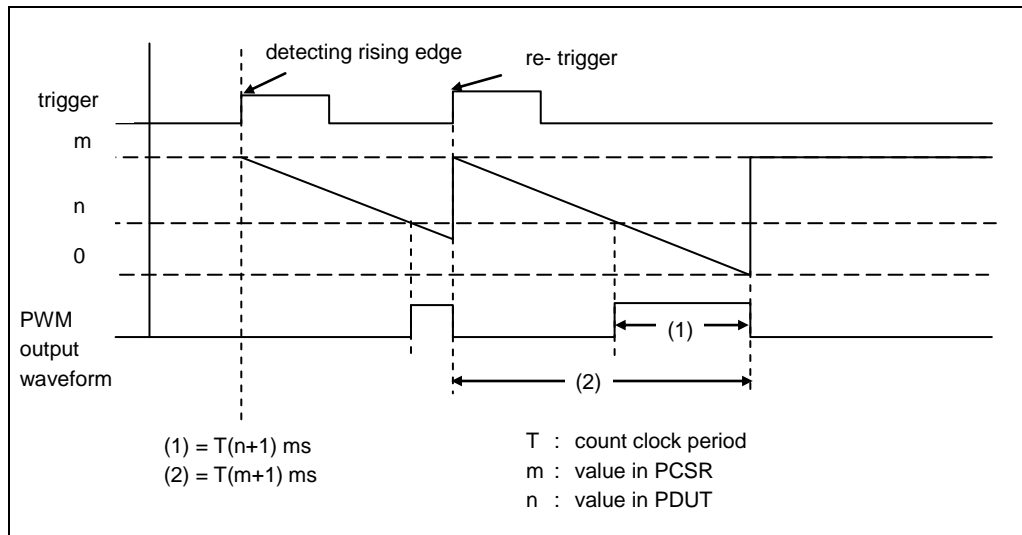 detecting rising edge
re- trigger
trigger
m
n
0
PWM
output
waveform
(1)
(2)
(1) = T(n+1) ms
(2) = T(m+1) ms
T : count clock period
m : value in PCSR
n : value in PDUT